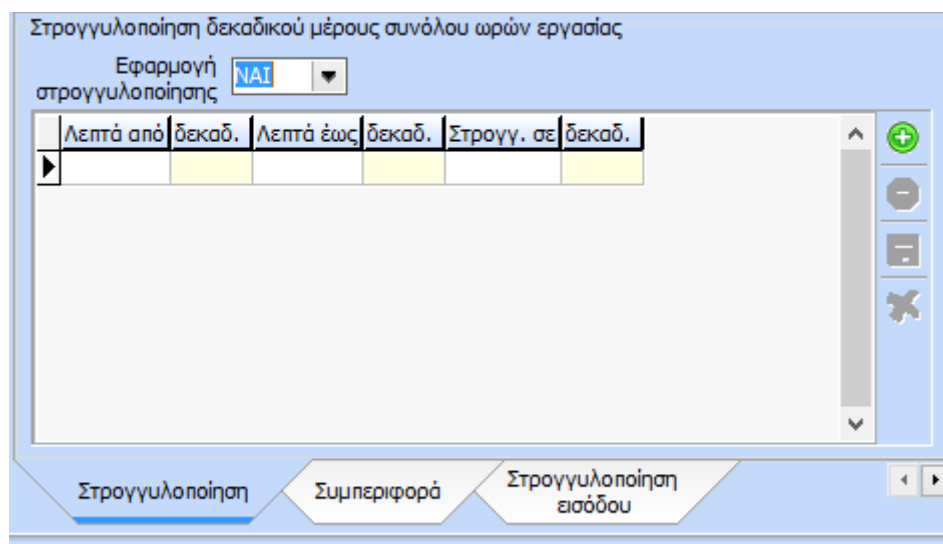 Στρογγυλοποίηση δεκαδικού μέρους συνόλου ωρών εργασίας
Εφαρμογή
στρογγυλοποίησης
ΝΑΙ
Λεπτά από δεκαδ. Λεπτά έως δεκαδ. Στρογγ. σε δεκαδ.
Στρογγυλοποίηση
Συμπεριφορά
Στρογγυλοποίηση
εισόδου